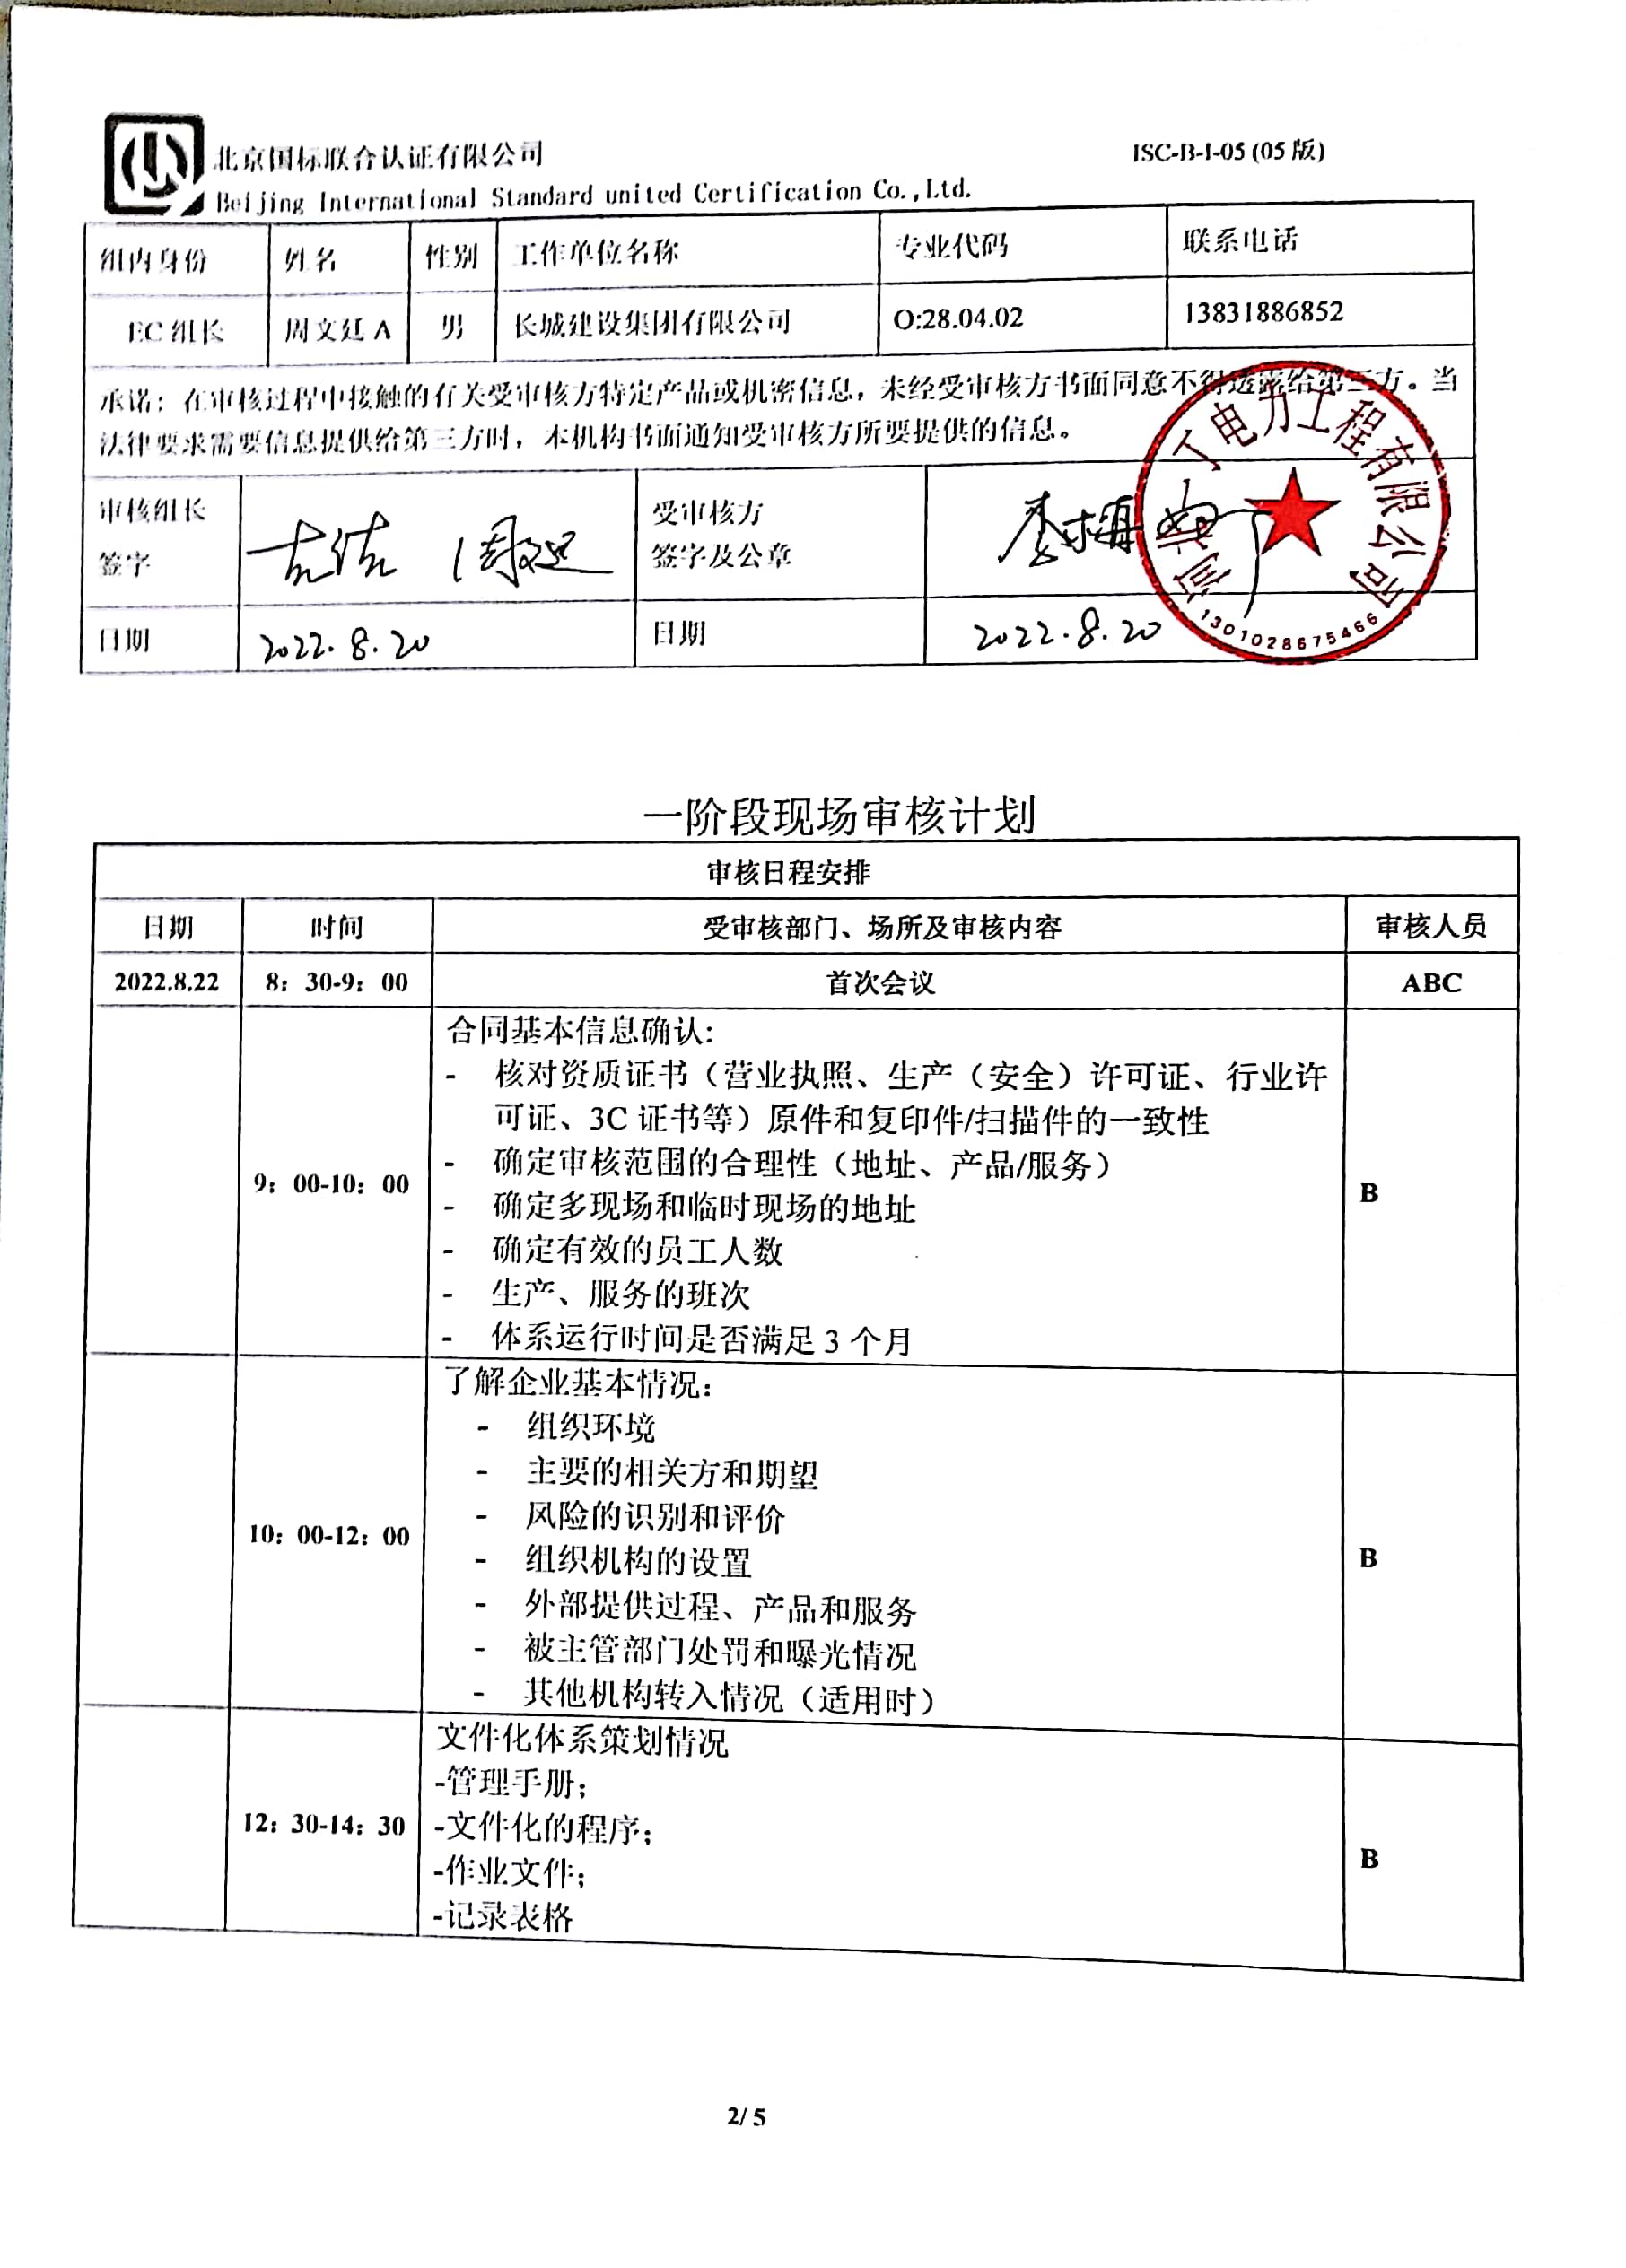 北京国标联合认证有限公司
ISC-B-I-05 (05 版)
Beijing International Standard united Certification Co.,Ltd.
组内身份 姓名 性别 工作单位名称 专业代码 联系电话
EC 组长 周文廷 A 男 长城建设集团有限公司 O:28.04.02 13831886852
承诺：在审核过程中接触的有关受审核方特定产品或机密信息，未经受审核方书面同意不得透露给第三方。当
法律要求需要信息提供给第三方时，本机构书面通知受审核方所要提供的信息。
审核组长
签字
周文廷
受审核方
签字及公章
电力工程有限公司
1301028675466
日期 2022.8.20 日期 2022.8.20
一阶段现场审核计划
审核日程安排
日期 时间 受审核部门、场所及审核内容 审核人员
2022.8.22 8：30-9：00 首次会议 ABC
合同基本信息确认:
- 核对资质证书（营业执照、生产（安全）许可证、行业许
可证、3C 证书等）原件和复印件/扫描件的一致性
- 确定审核范围的合理性（地址、产品/服务）
9：00-10：00
B
- 确定多现场和临时现场的地址
- 确定有效的员工人数
- 生产、服务的班次
- 体系运行时间是否满足 3 个月
了解企业基本情况：
- 组织环境
- 主要的相关方和期望
- 风险的识别和评价
10：00-12：00
B
- 组织机构的设置
- 外部提供过程、产品和服务
- 被主管部门处罚和曝光情况
- 其他机构转入情况（适用时）
文件化体系策划情况
-管理手册；
12：30-14：30
-文件化的程序；
B
-作业文件；
-记录表格
2/ 5